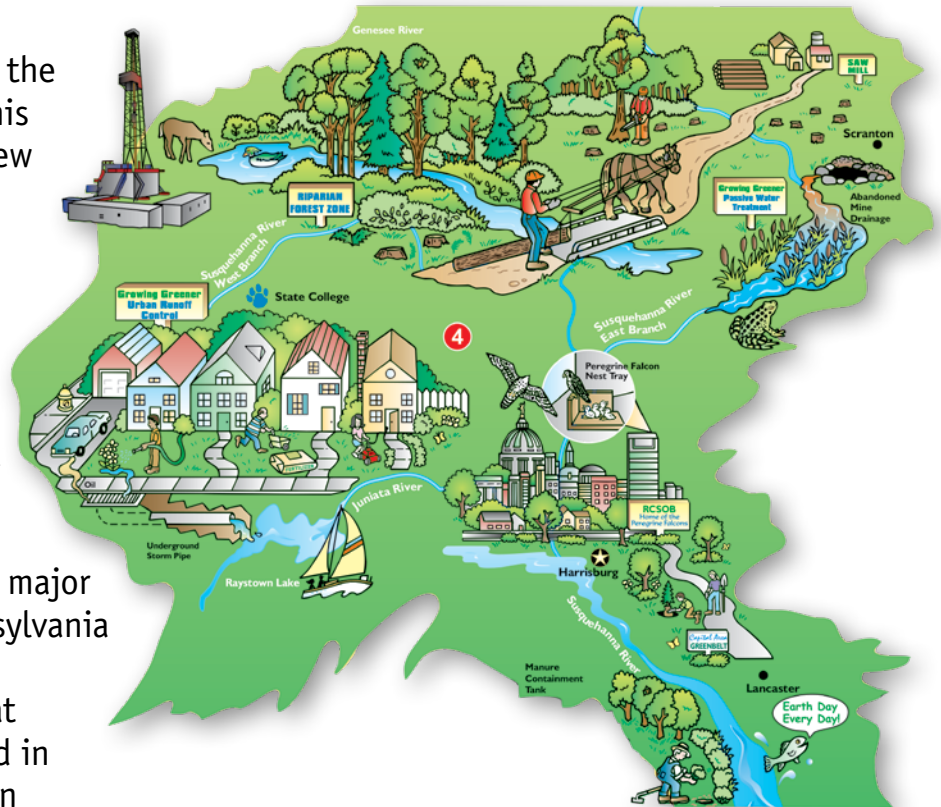 the
his
ew
major
sylvania
at
d in
n
Genesee River
SAW
MILL
Scranton
RIPARIAN
FOREST ZONE
Growing Greener
Passive Water
Treatment
Abandoned
Mine
Drainage
Susquehanna River
West Branch
Growing Greener
Urban Runoff
Control
State College
Susquehanna River
East Branch
4
Peregrine Falcon
Nest Tray
FERTILIZER
Oil
Juniata River
RCSOB
Home of the
Peregrine Falcons
Underground
Storm Pipe
Raystown Lake
Harrisburg
Susquehanna River
Capital Area
GREENBELT
Manure
Containment
Tank
Lancaster
Earth Day
Every Day!